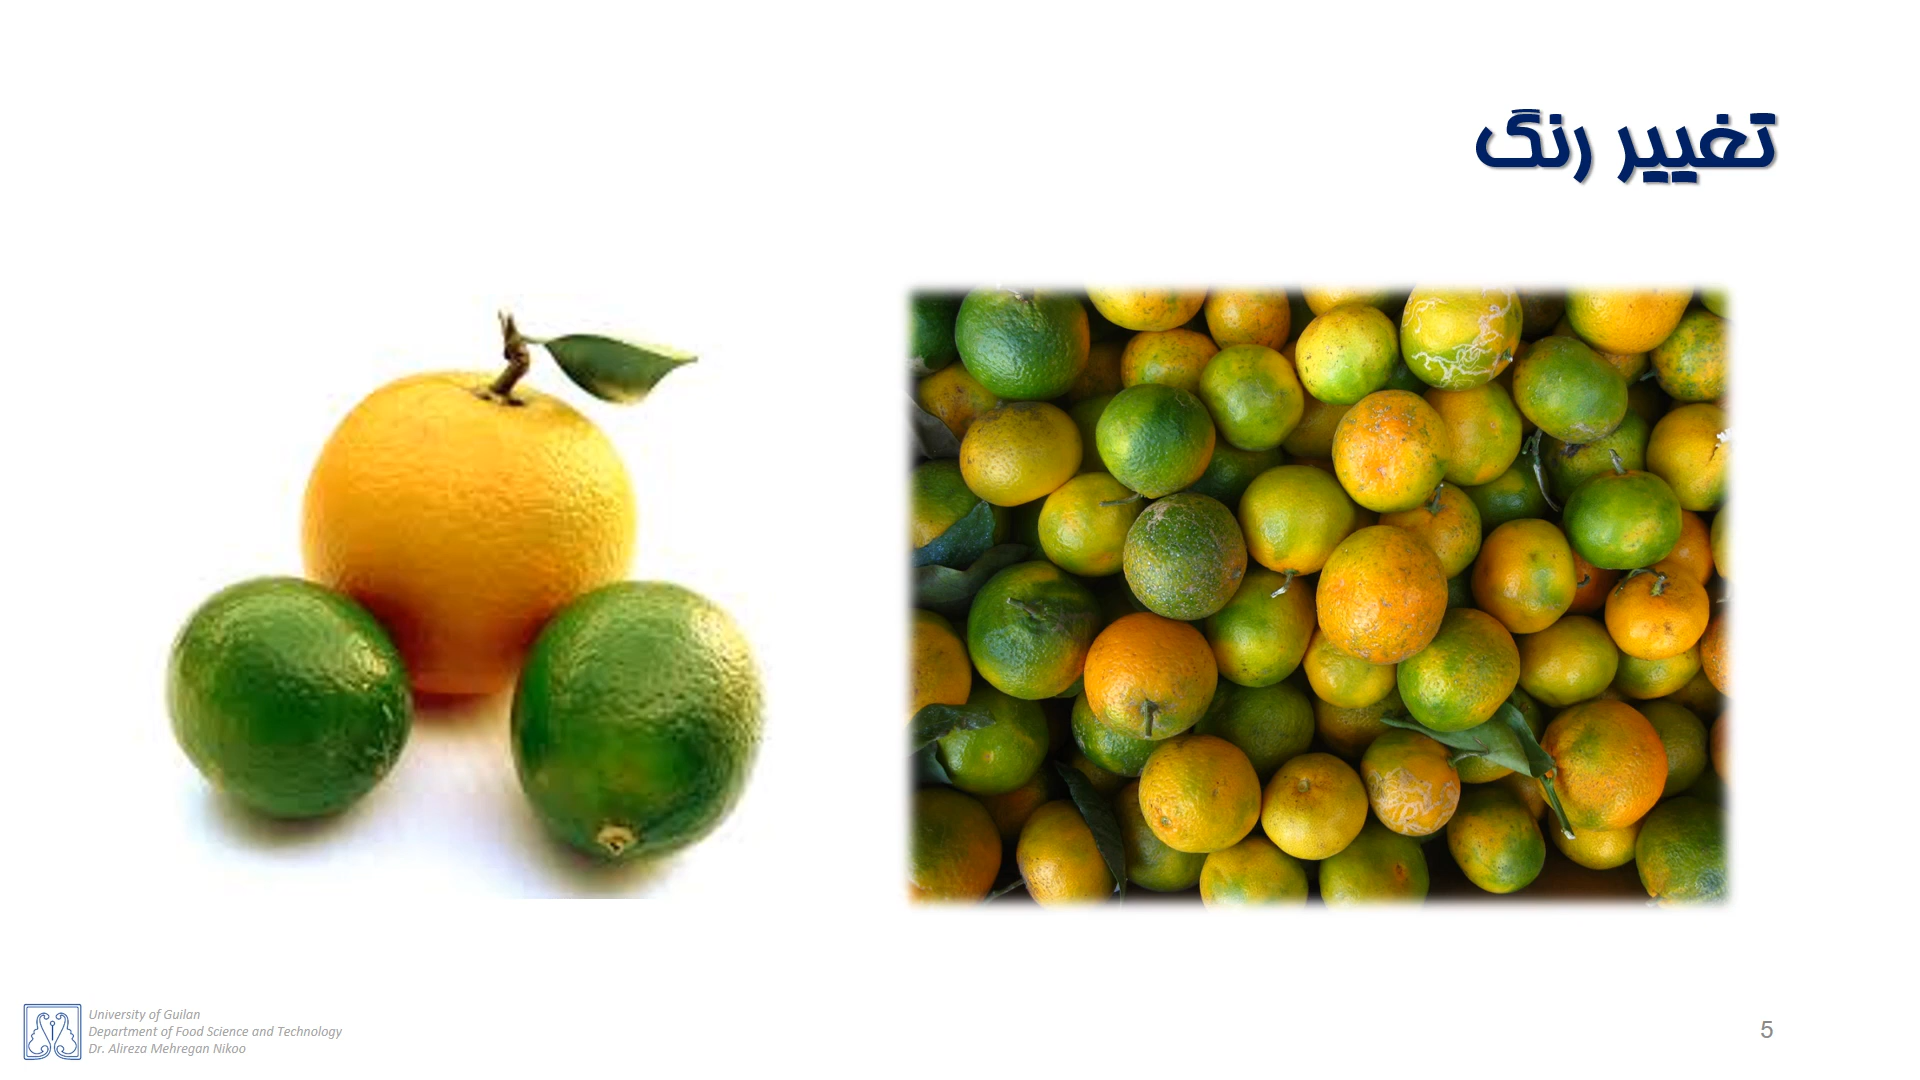 تغییر رنگ
University of Guilan
Department of Food Science and Technology
Dr. Alireza Mehregan Nikoo
5